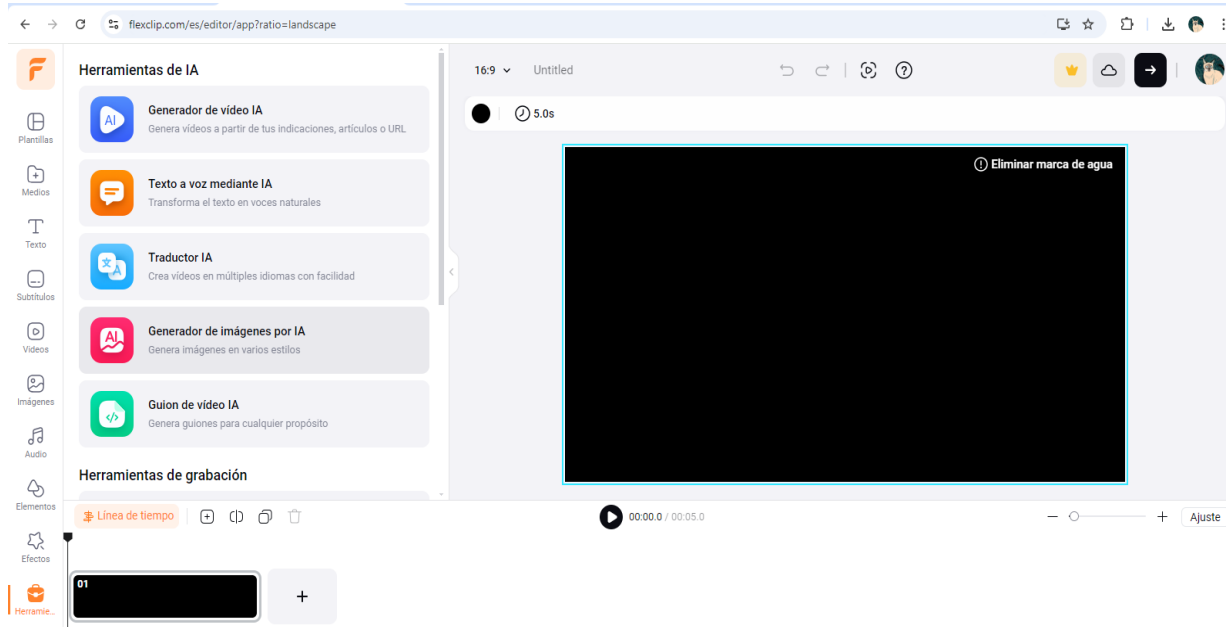 flexclip.com/es/editor/app?ratio=landscape
Herramientas de IA
16:9
Untitled
AI
Generador de vídeo IA
Genera vídeos a partir de tus indicaciones, artículos o URL
5.0s
Plantillas
Eliminar marca de agua
Texto a voz mediante IA
Transforma el texto en voces naturales
Medios
Texto
Traductor IA
Crea vídeos en múltiples idiomas con facilidad
Subtítulos
AI
Generador de imágenes por IA
Genera imágenes en varios estilos
Videos
Imágenes
Guion de vídeo IA
Genera guiones para cualquier propósito
Audio
Herramientas de grabación
Elementos
Línea de tiempo
00:00.0 / 00:05.0
Ajuste
Efectos
01
Herramie...